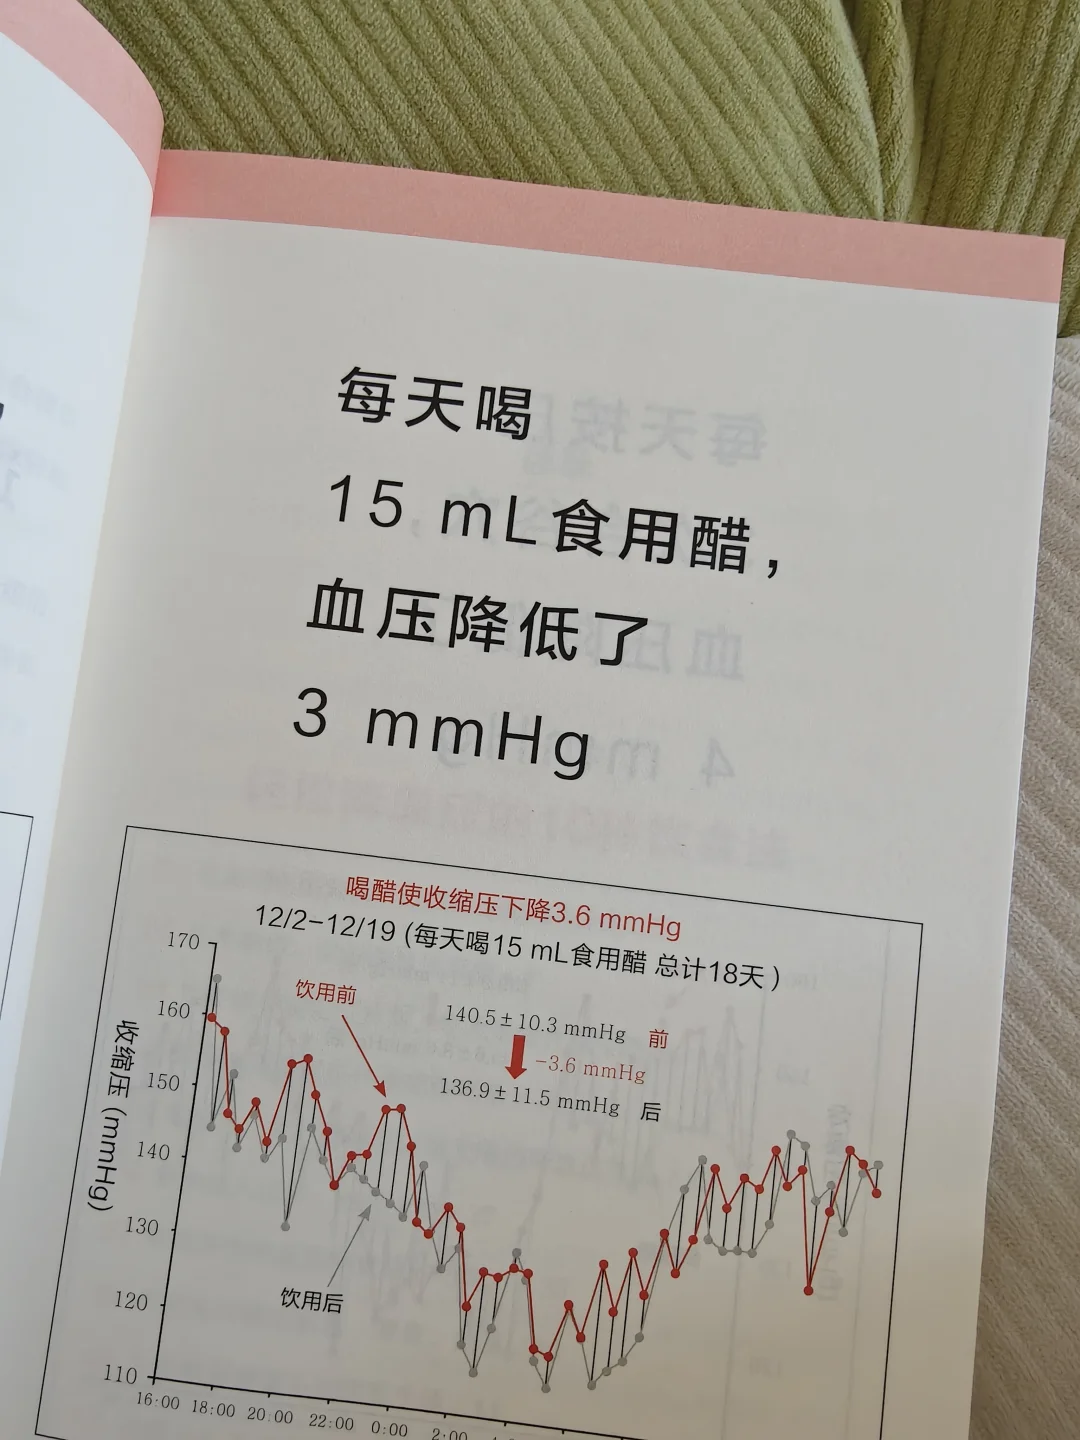 每天喝
15 mL食用醋，
血压降低了
3 mmHg
喝醋使收缩压下降3.6 mmHg
12/2-12/19 (每天喝15 mL食用醋 总计18天)
170
160
150
140
130
120
110
收缩压 (mmHg)
饮用前
140.5±10.3 mmHg 前
-3.6 mmHg
136.9±11.5 mmHg 后
饮用后
16:00 18:00 20:00 22:00 0:00 2:00